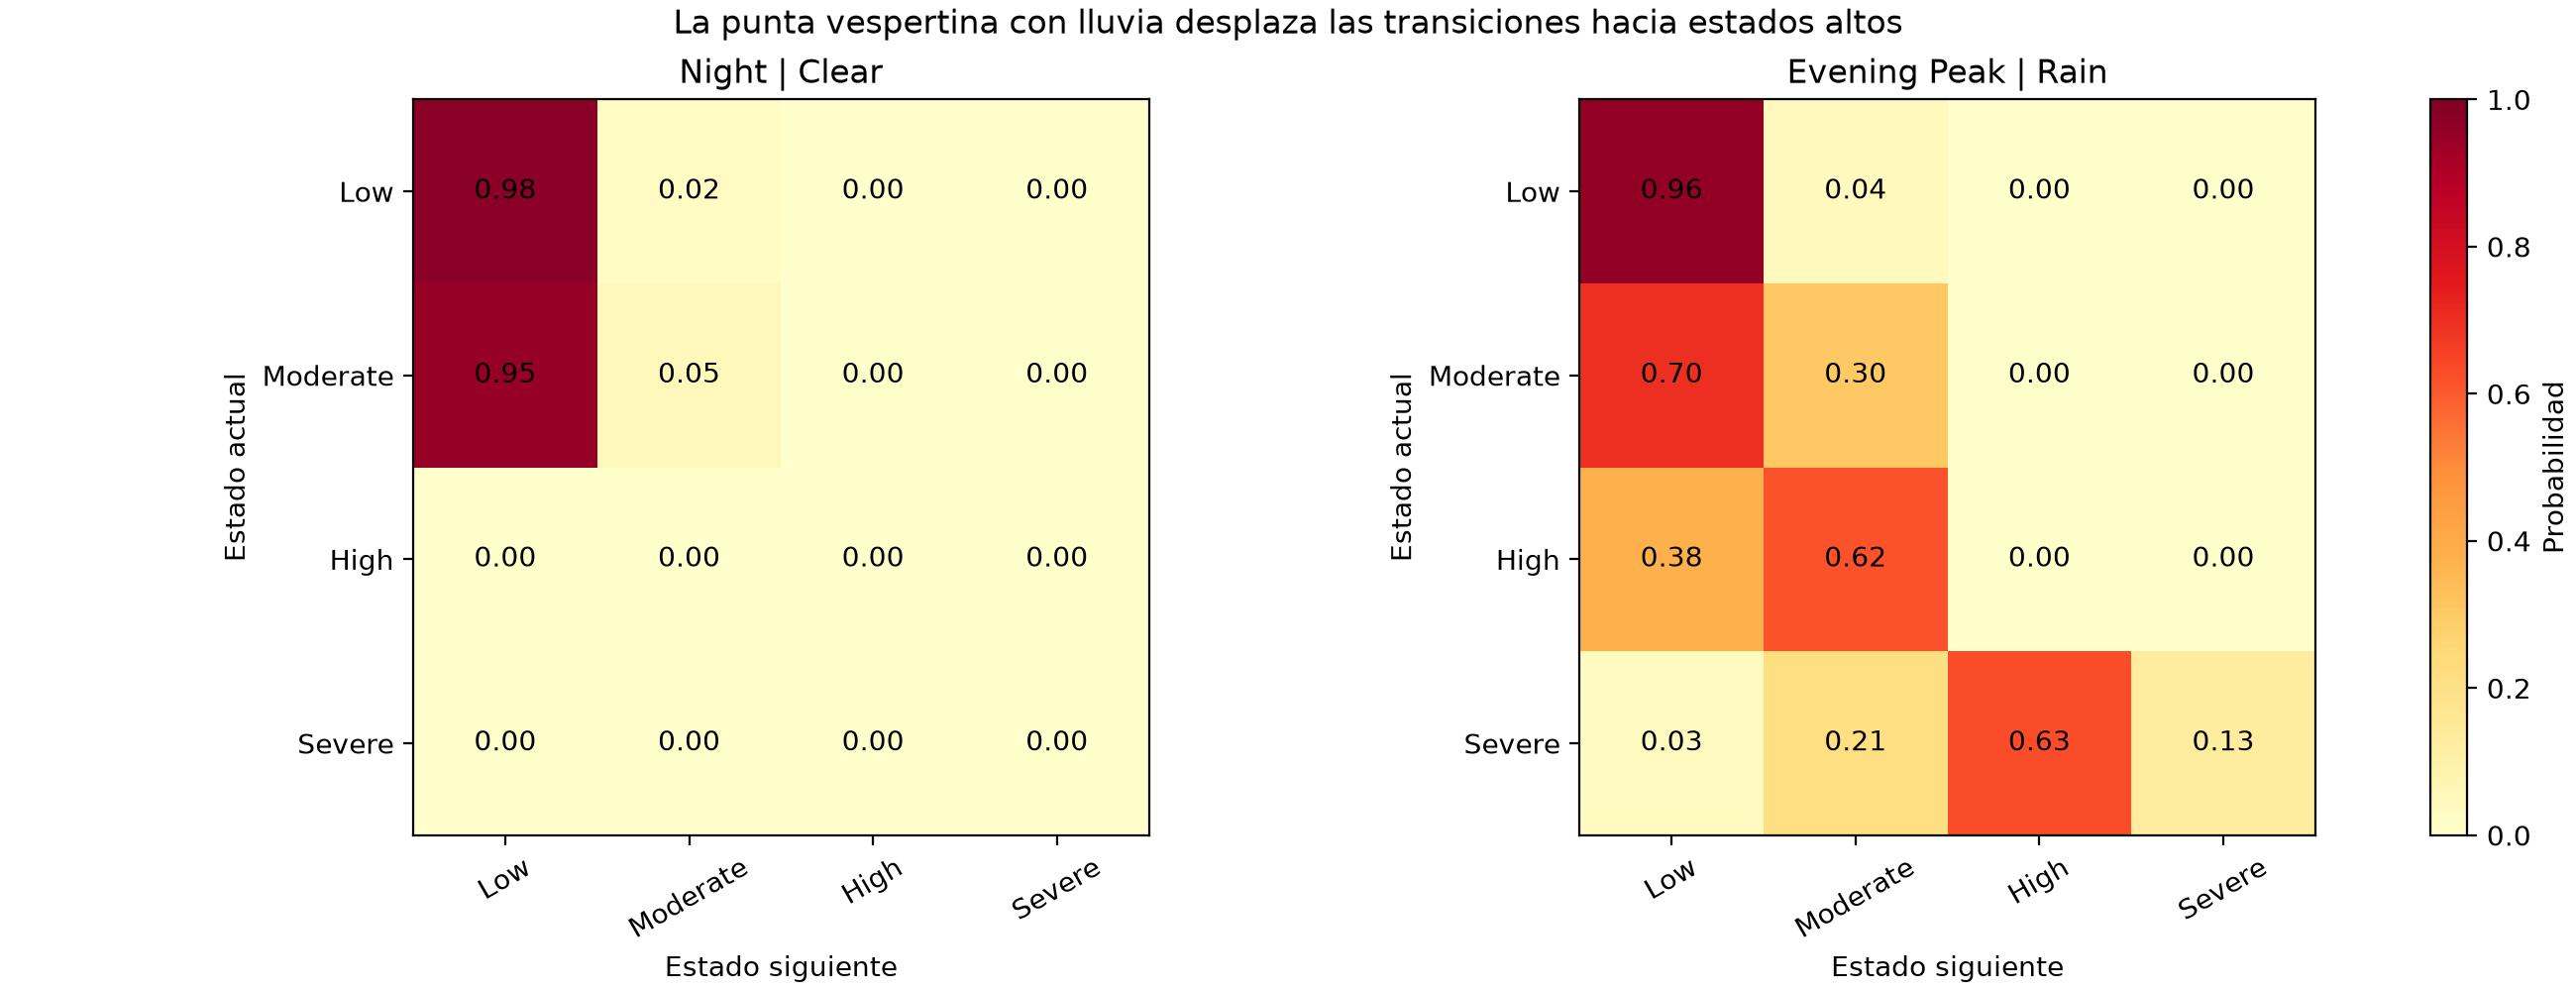 La punta vespertina con lluvia desplaza las transiciones hacia estados altos
Night | Clear
Estado actual
Low 0.98 0.02 0.00 0.00
Moderate 0.95 0.05 0.00 0.00
High 0.00 0.00 0.00 0.00
Severe 0.00 0.00 0.00 0.00
Low Moderate High Severe
Estado siguiente
Evening Peak | Rain
Estado actual
Low 0.96 0.04 0.00 0.00
Moderate 0.70 0.30 0.00 0.00
High 0.38 0.62 0.00 0.00
Severe 0.03 0.21 0.63 0.13
Low Moderate High Severe
Estado siguiente
1.0
0.8
0.6
0.4
0.2
0.0
Probabilidad